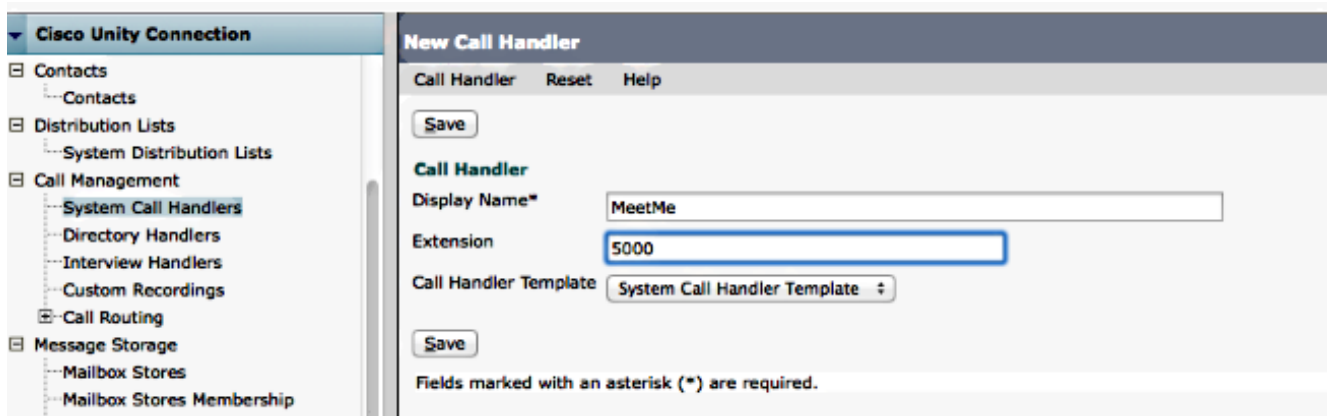 Cisco Unity Connection
Contacts
Contacts
Distribution Lists
System Distribution Lists
Call Management
System Call Handlers
Directory Handlers
Interview Handlers
Custom Recordings
Call Routing
Message Storage
Mailbox Stores
Mailbox Stores Membership
New Call Handler
Call Handler Reset Help
Save
Call Handler
Display Name* MeetMe
Extension 5000
Call Handler Template System Call Handler Template
Save
Fields marked with an asterisk (*) are required.